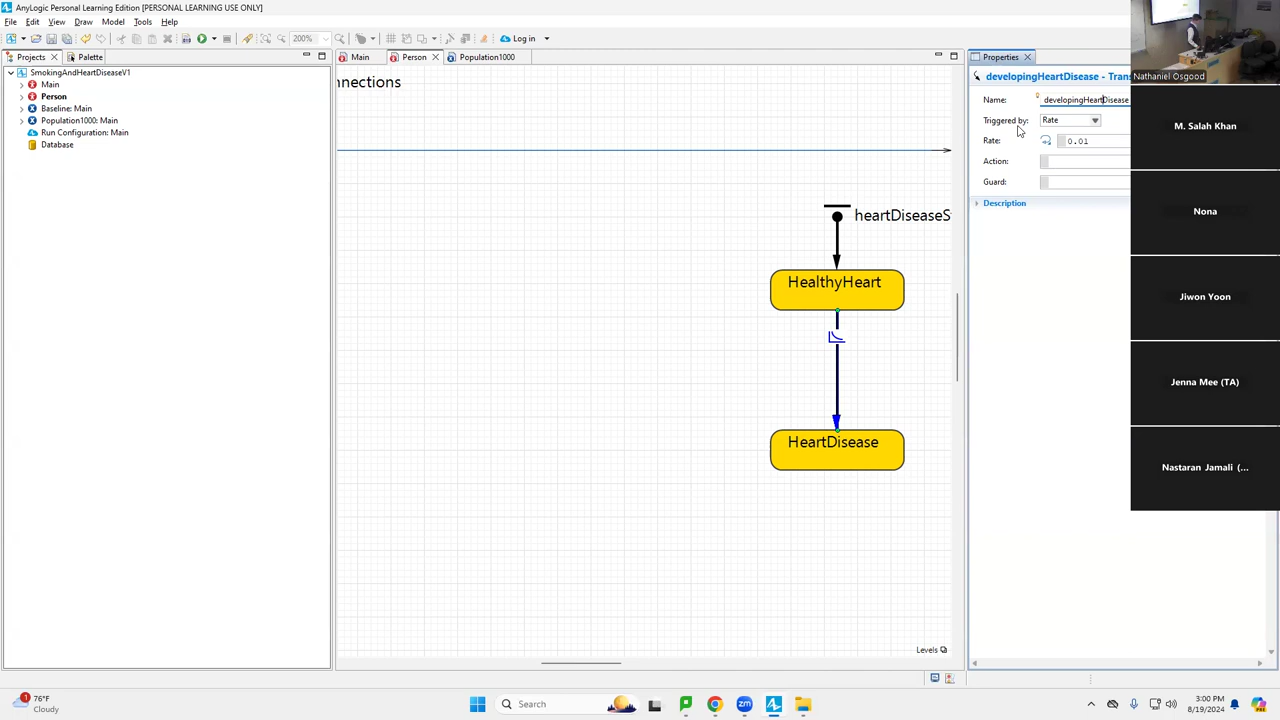 AnyLogic Personal Learning Edition [PERSONAL LEARNING USE ONLY]
File Edit View Draw Model Tools Help
200%
Log in
Projects
Palette
Main
Person
Population1000
Properties
SmokingAndHeartDiseaseV1
Main
Person
Baseline: Main
Population1000: Main
Run Configuration: Main
Database
nnections
heartDiseaseS
HealthyHeart
HeartDisease
Levels
developingHeartDisease - Trans
Name: developingHeartDisease
Triggered by: Rate
Rate: 0.01
Action:
Guard:
Description
Nathaniel Osgood
M. Salah Khan
Nona
Jiwon Yoon
Jenna Mee (TA)
Nastaran Jamali (...
1
76°F
Cloudy
Search
zm
3:00 PM
8/19/2024